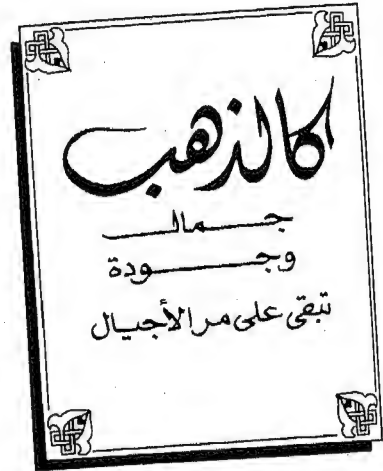 كالذهب
جمال
وجودة
تبقى على مر الأجيال